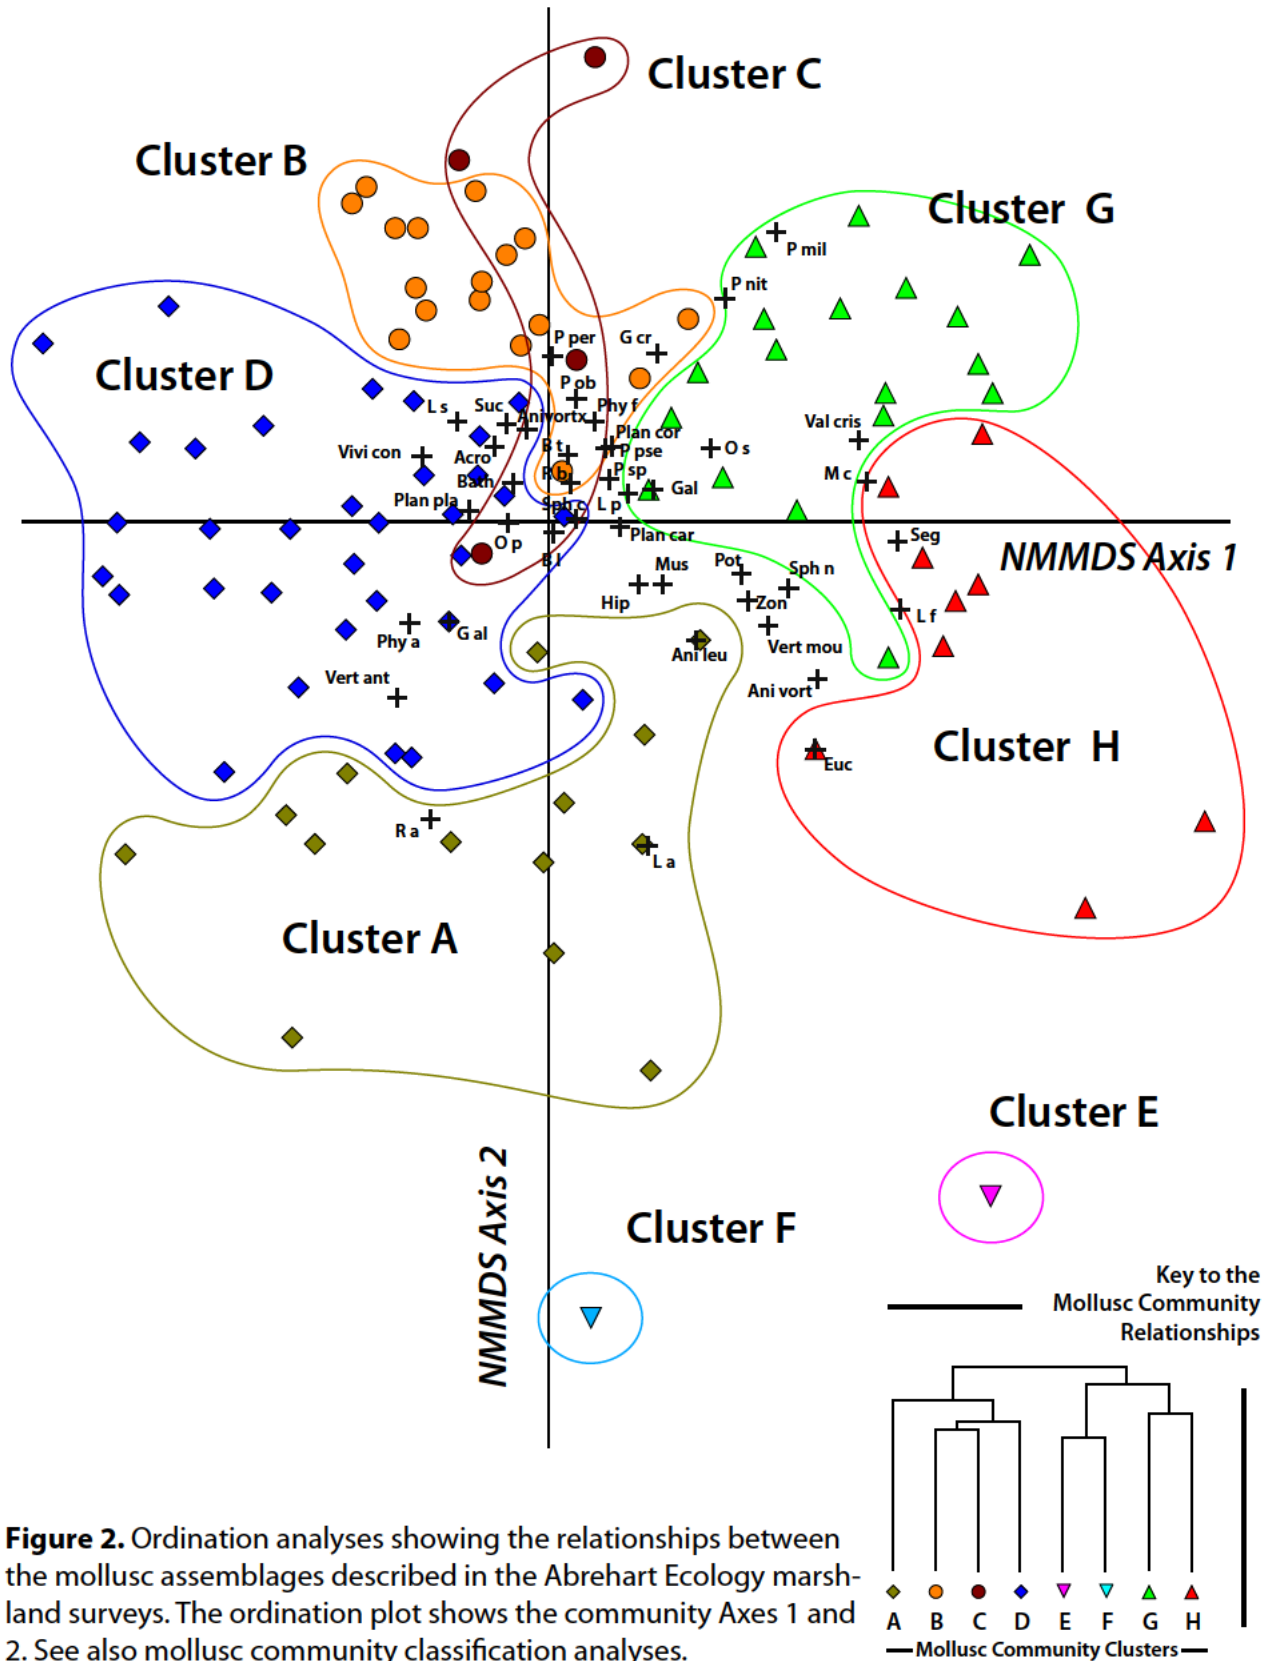 Cluster C
Cluster B
Cluster G
P mil
P nit
P per
G cr
Cluster D
P ob
L s
Suc
Anivortx
Phy f
Val cris
Plan cor
Vivi con
Acro
B t
P pse
O s
Bath
R b
P sp
M c
Gal
Plan pla
Sph c
L p
O p
Plan car
Seg
NMMDS Axis 1
B l
Mus
Pot
Sph n
Hip
Zon
L f
Phy a
G al
Ani leu
Vert mou
Vert ant
Ani vort
Cluster H
Euc
R a
L a
Cluster A
Cluster E
NMMDS Axis 2
Cluster F
Key to the
Mollusc Community
Relationships
A B C D E F G H
Mollusc Community Clusters
Figure 2. Ordination analyses showing the relationships between
the mollusc assemblages described in the Abrehart Ecology marsh-
land surveys. The ordination plot shows the community Axes 1 and
2. See also mollusc community classification analyses.